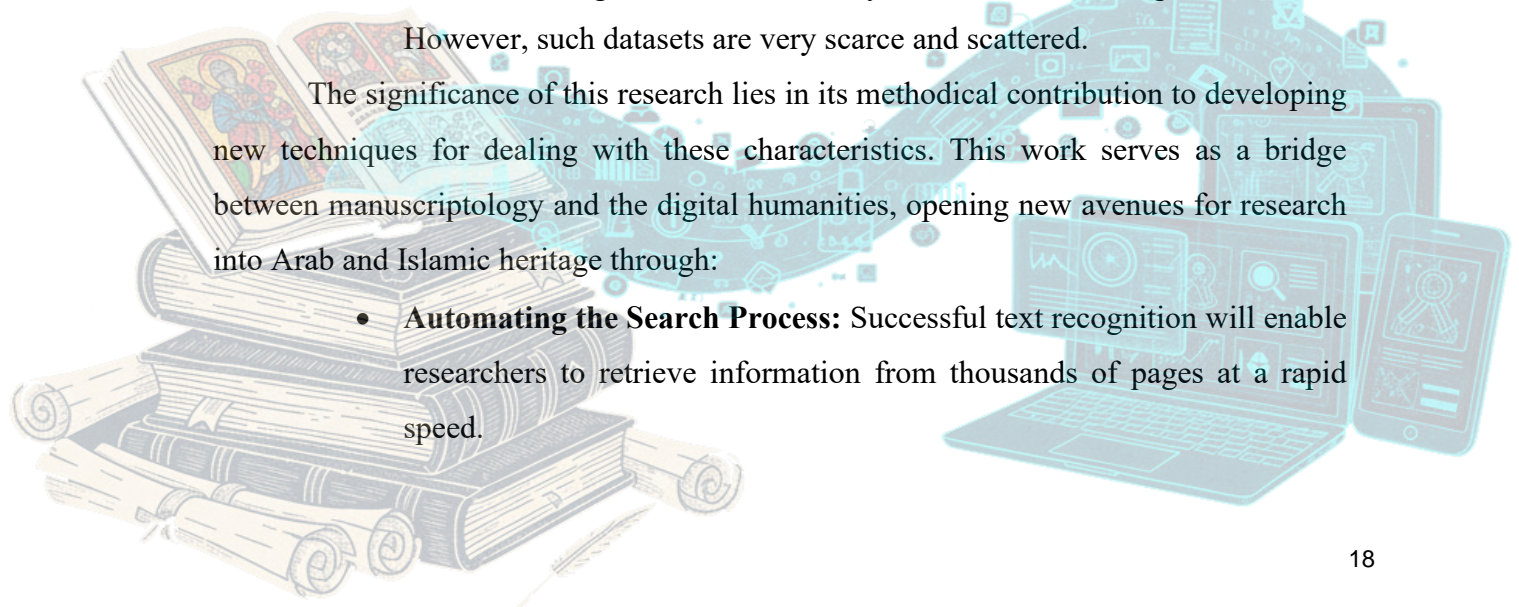 However, such datasets are very scarce and scattered.
The significance of this research lies in its methodical contribution to developing
new techniques for dealing with these characteristics. This work serves as a bridge
between manuscriptology and the digital humanities, opening new avenues for research
into Arab and Islamic heritage through:
• Automating the Search Process: Successful text recognition will enable
researchers to retrieve information from thousands of pages at a rapid
speed.
18